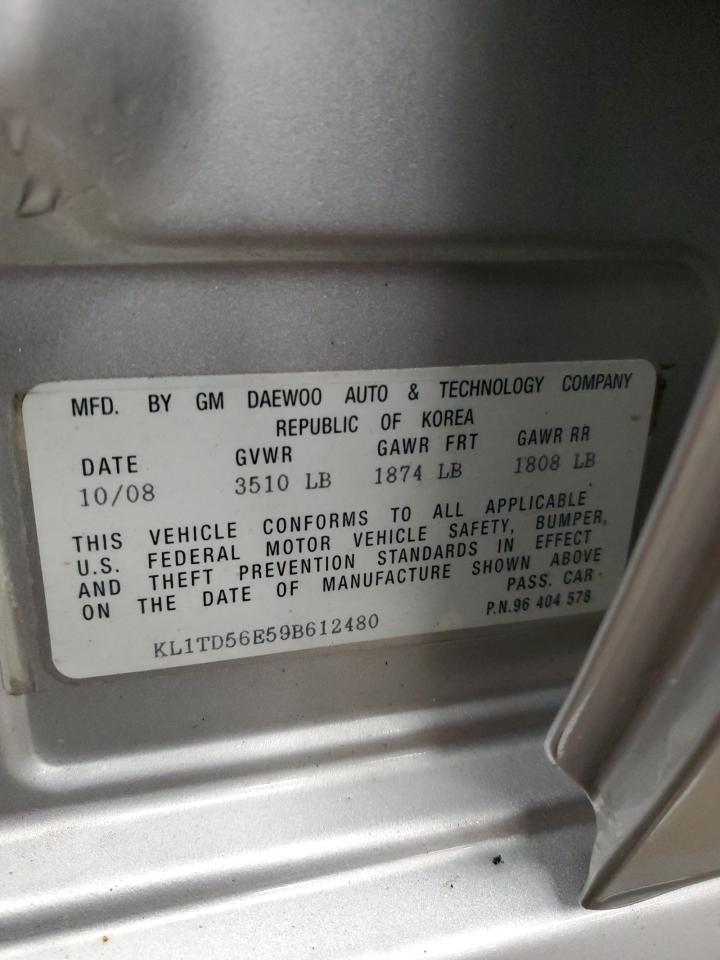 MFD. BY GM DAEWOO AUTO & TECHNOLOGY COMPANY
REPUBLIC OF KOREA
DATE GVWR GAWR FRT GAWR RR
10/08 3510 LB 1874 LB 1808 LB
THIS VEHICLE CONFORMS TO ALL APPLICABLE
U.S. FEDERAL MOTOR VEHICLE SAFETY, BUMPER,
AND THEFT PREVENTION STANDARDS IN EFFECT
ON THE DATE OF MANUFACTURE SHOWN ABOVE
PASS. CAR
KL1TD56E59B612480 P.N.96 404 578